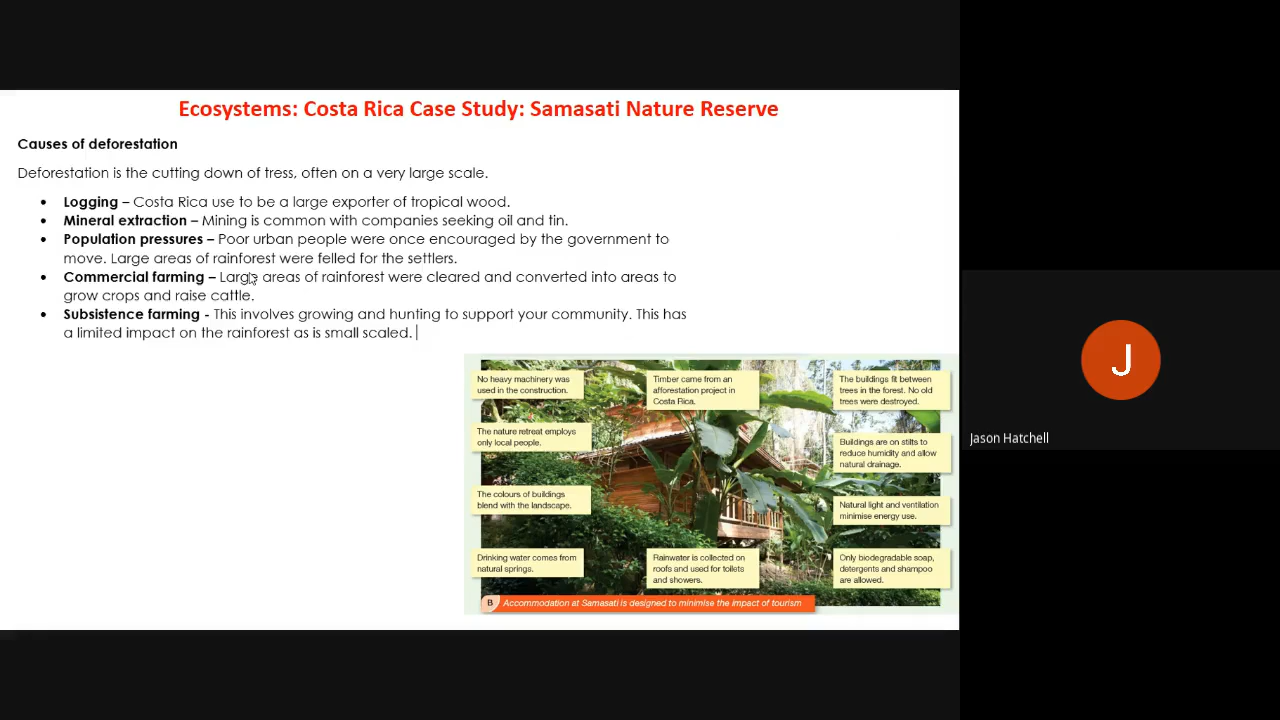 Ecosystems: Costa Rica Case Study: Samasati Nature Reserve
Causes of deforestation
Deforestation is the cutting down of tress, often on a very large scale.
• Logging – Costa Rica use to be a large exporter of tropical wood.
• Mineral extraction – Mining is common with companies seeking oil and tin.
• Population pressures – Poor urban people were once encouraged by the government to
move. Large areas of rainforest were felled for the settlers.
• Commercial farming – Large areas of rainforest were cleared and converted into areas to
grow crops and raise cattle.
• Subsistence farming - This involves growing and hunting to support your community. This has
a limited impact on the rainforest as is small scaled.
No heavy machinery was
used in the construction.
Timber came from an
afforestation project in
Costa Rica.
The buildings fit between
trees in the forest. No old
trees were destroyed.
The nature retreat employs
only local people.
Buildings are on stilts to
reduce humidity and allow
natural drainage.
The colours of buildings
blend with the landscape.
Natural light and ventilation
minimise energy use.
Drinking water comes from
natural springs.
Rainwater is collected on
roofs and used for toilets
and showers.
Only biodegradable soap,
detergents and shampoo
are allowed.
B Accommodation at Samasati is designed to minimise the impact of tourism
J
Jason Hatchell